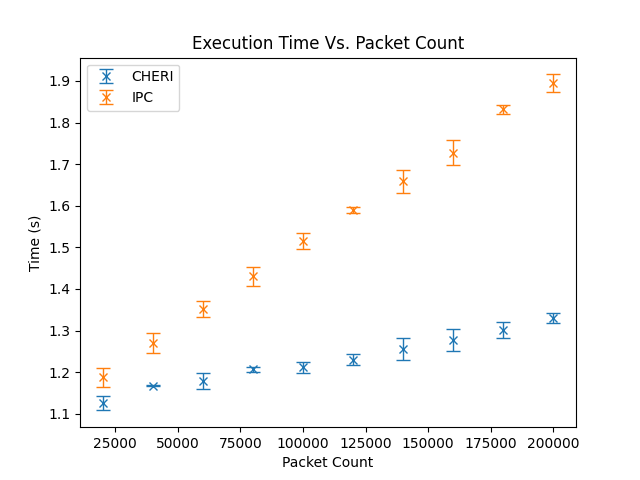 Execution Time Vs. Packet Count
CHERI
IPC
Time (s)
1.9
1.8
1.7
1.6
1.5
1.4
1.3
1.2
1.1
25000 50000 75000 100000 125000 150000 175000 200000
Packet Count